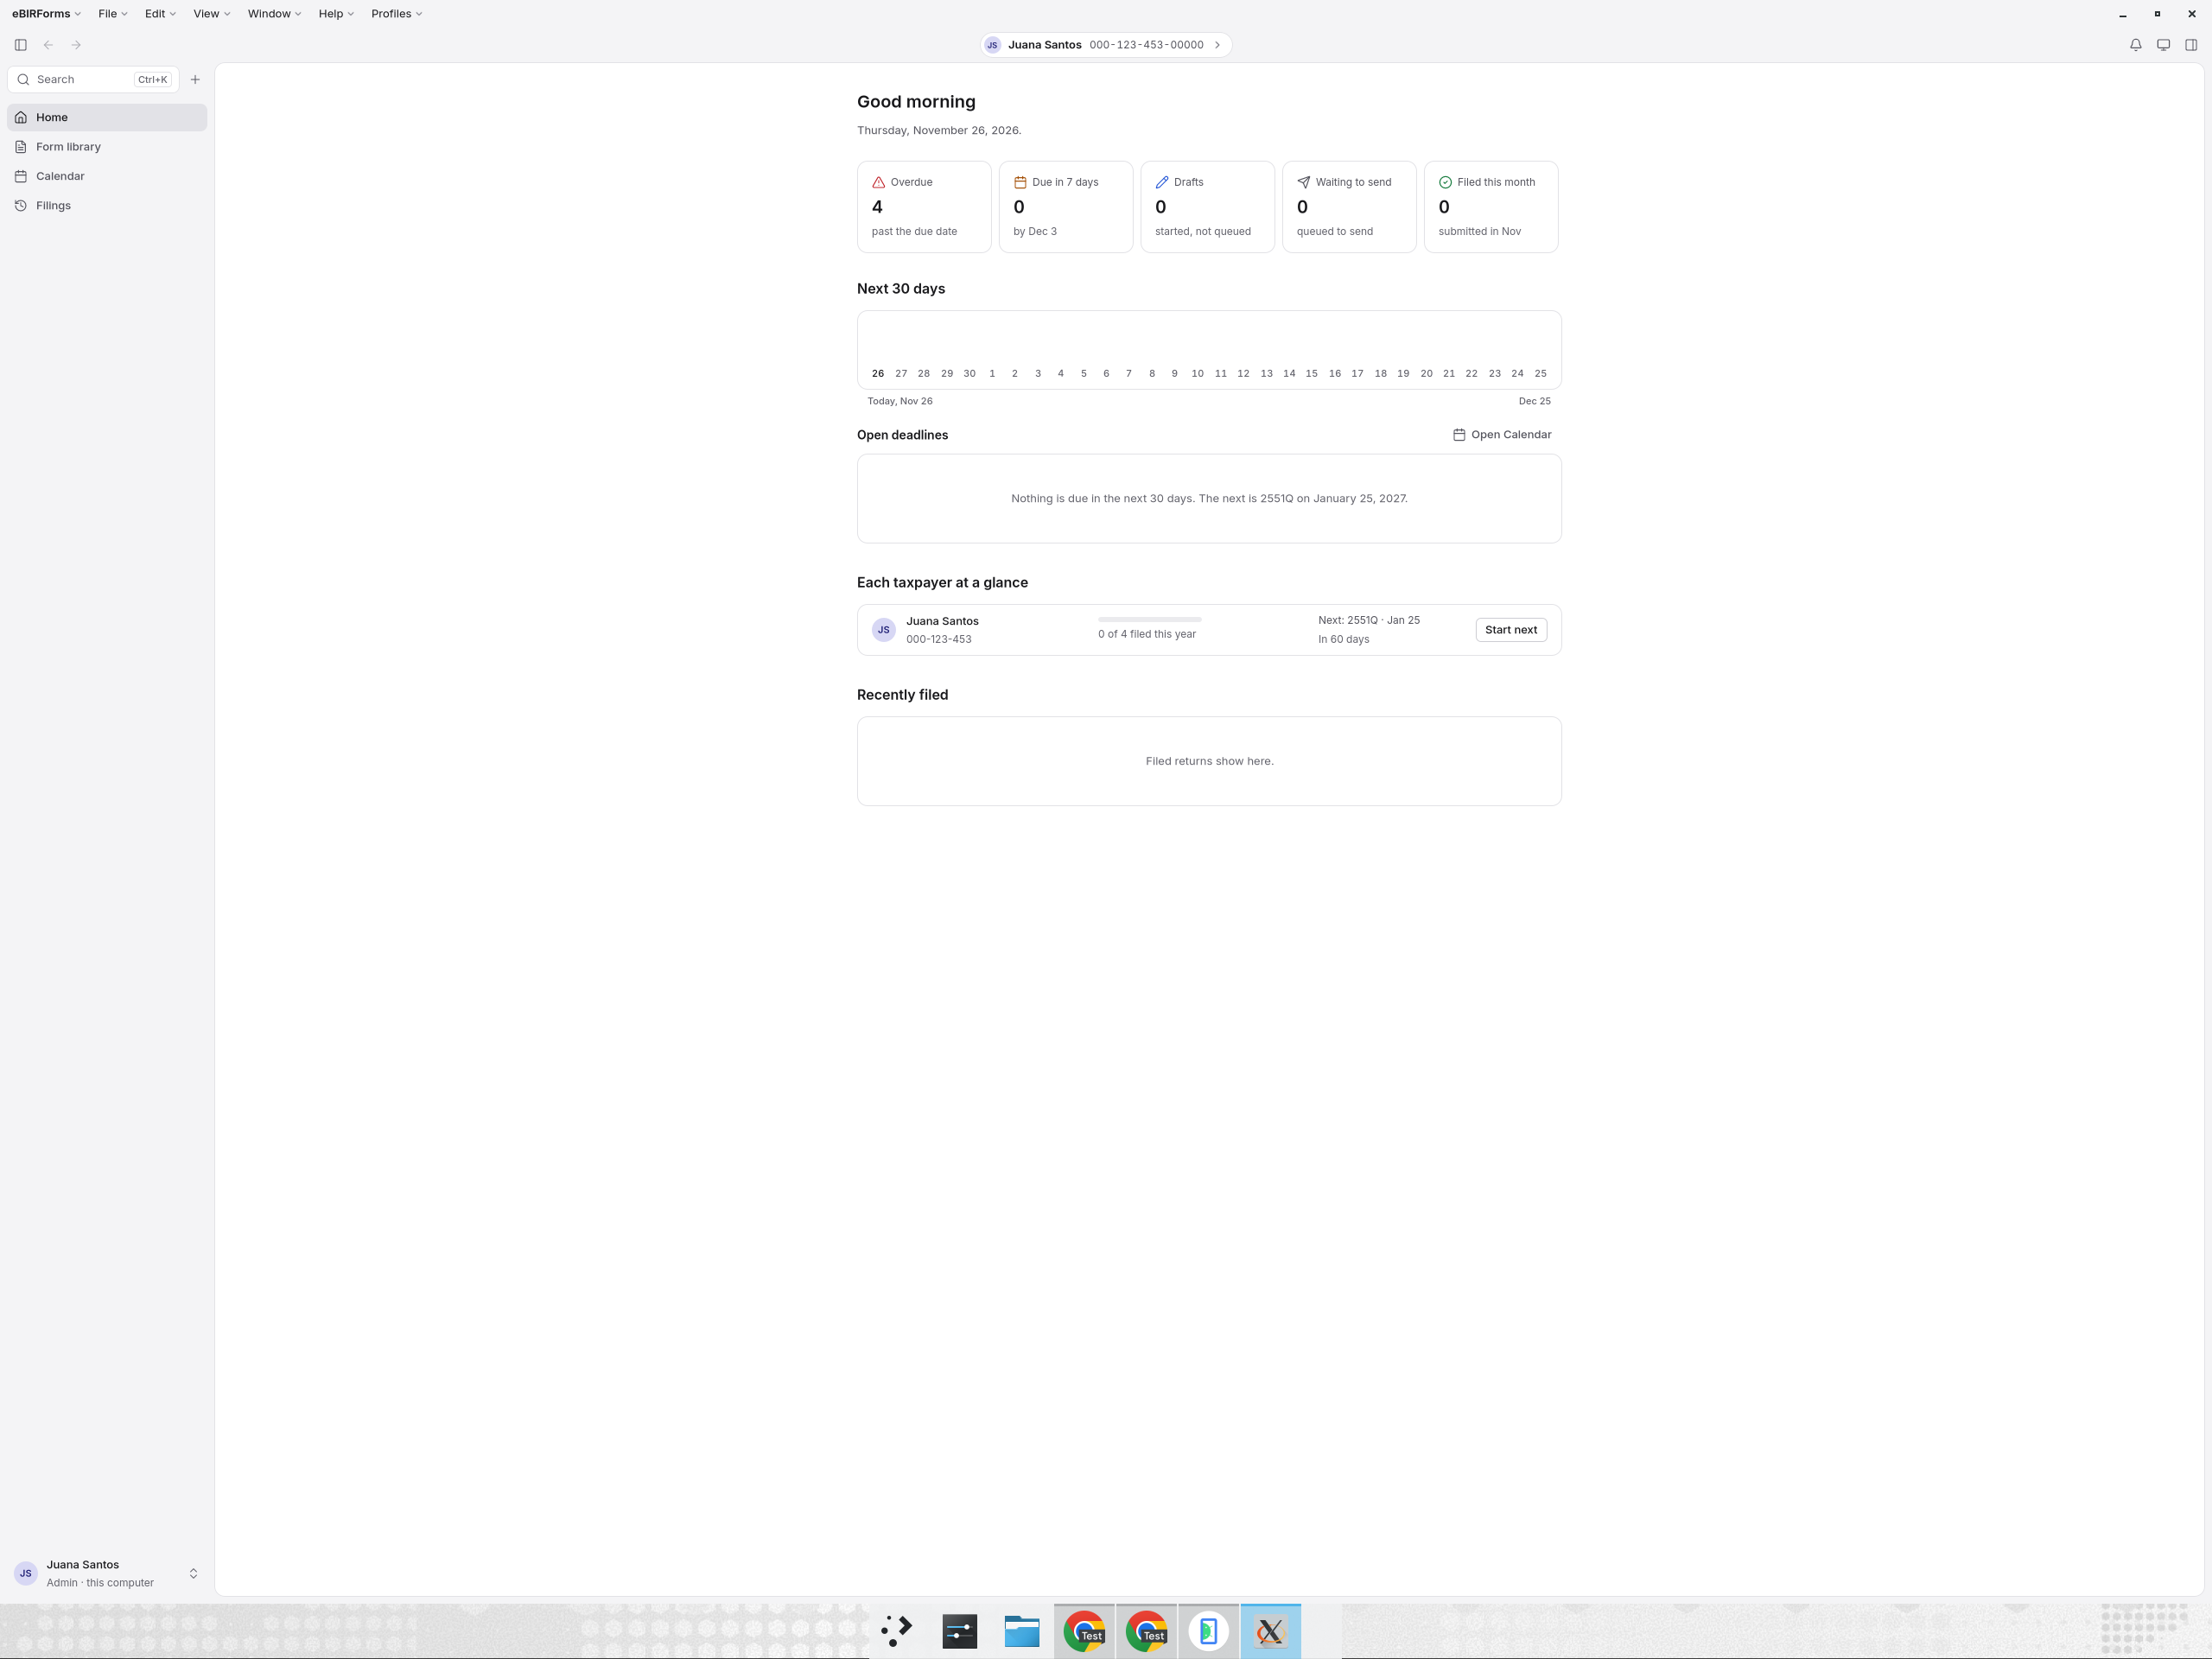 eBIRForms File Edit View Window Help Profiles
JS Juana Santos 000-123-453-00000
Search Ctrl+K
Home
Form library
Calendar
Filings
Good morning
Thursday, November 26, 2026.
Overdue
4
past the due date
Due in 7 days
0
by Dec 3
Drafts
0
started, not queued
Waiting to send
0
queued to send
Filed this month
0
submitted in Nov
Next 30 days
26 27 28 29 30 1 2 3 4 5 6 7 8 9 10 11 12 13 14 15 16 17 18 19 20 21 22 23 24 25
Today, Nov 26 Dec 25
Open deadlines Open Calendar
Nothing is due in the next 30 days. The next is 2551Q on January 25, 2027.
Each taxpayer at a glance
JS
Juana Santos
000-123-453
0 of 4 filed this year
Next: 2551Q · Jan 25
In 60 days
Start next
Recently filed
Filed returns show here.
JS
Juana Santos
Admin · this computer
Test Test